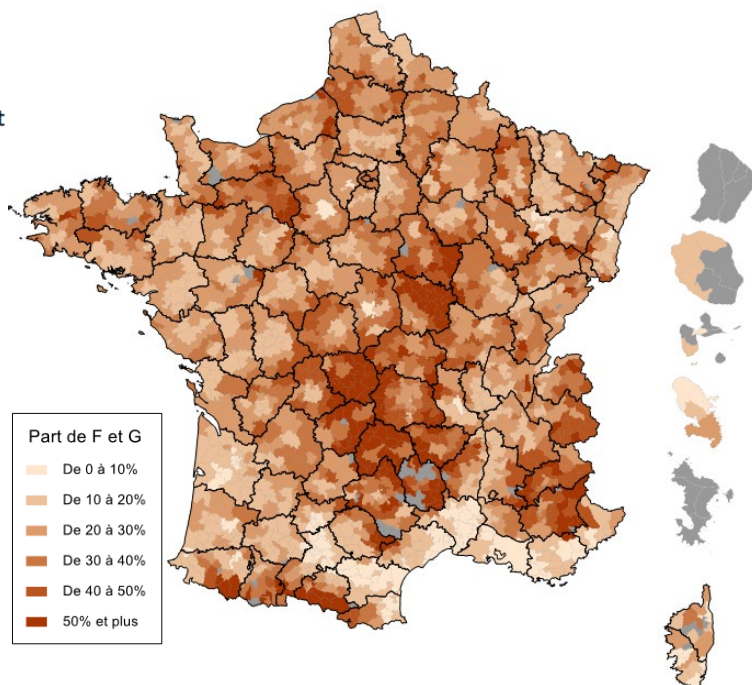 t
Part de F et G
De 0 à 10%
De 10 à 20%
De 20 à 30%
De 30 à 40%
De 40 à 50%
50% et plus